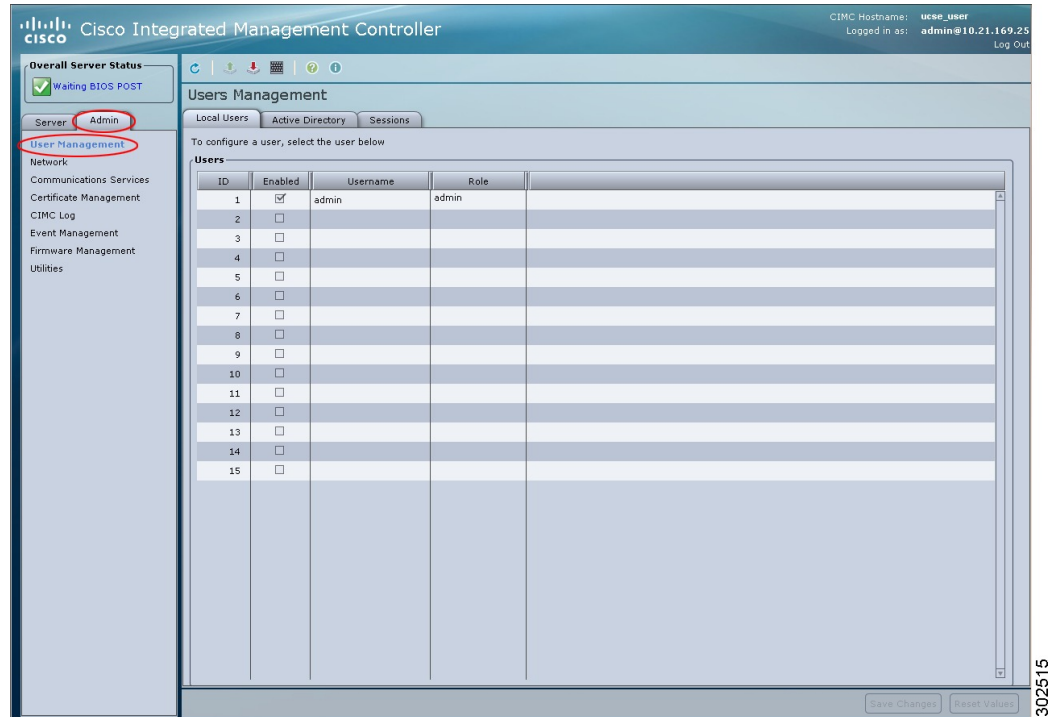 CISCO
Cisco Integrated Management Controller
CIMC Hostname: ucse_user
Logged in as: admin@10.21.169.25
Log Out
Overall Server Status
Waiting BIOS POST
Server Admin
User Management
Network
Communications Services
Certificate Management
CIMC Log
Event Management
Firmware Management
Utilities
Users Management
Local Users Active Directory Sessions
To configure a user, select the user below
Users
ID Enabled Username Role
1 admin admin
2
3
4
5
6
7
8
9
10
11
12
13
14
15
Save Changes Reset Values
302515